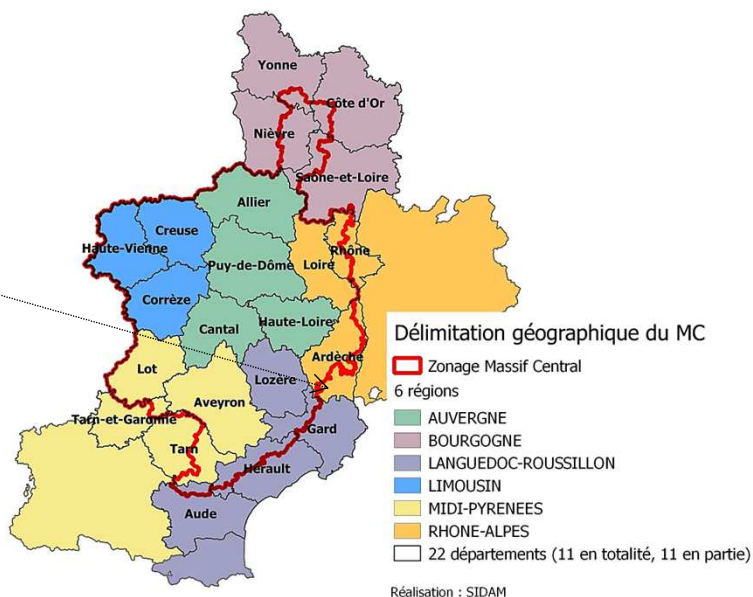 Yonne
Côte d'Or
Nièvre
Saône-et-Loire
Allier
Creuse
Haute-Vienne
Rhône
Loire
Puy-de-Dôme
Corrèze
Haute-Loire
Cantal
Ardèche
Lot
Lozère
Aveyron
Tarn-et-Garonne
Gard
Tarn
Hérault
Aude
Délimitation géographique du MC
Zonage Massif Central
6 régions
AUVERGNE
BOURGOGNE
LANGUEDOC-ROUSSILLON
LIMOUSIN
MIDI-PYRENEES
RHONE-ALPES
22 départements (11 en totalité, 11 en partie)
Réalisation : SIDAM